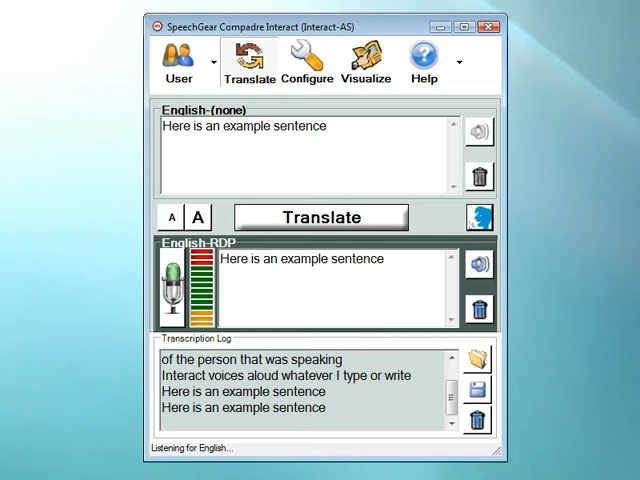 SpeechGear Compadre Interact (Interact-AS)
User
Translate
Configure
Visualize
Help
English-(none)
Here is an example sentence
A
A
Translate
English-RDP
Here is an example sentence
Transcription Log
of the person that was speaking
Interact voices aloud whatever I type or write
Here is an example sentence
Here is an example sentence
Listening for English...